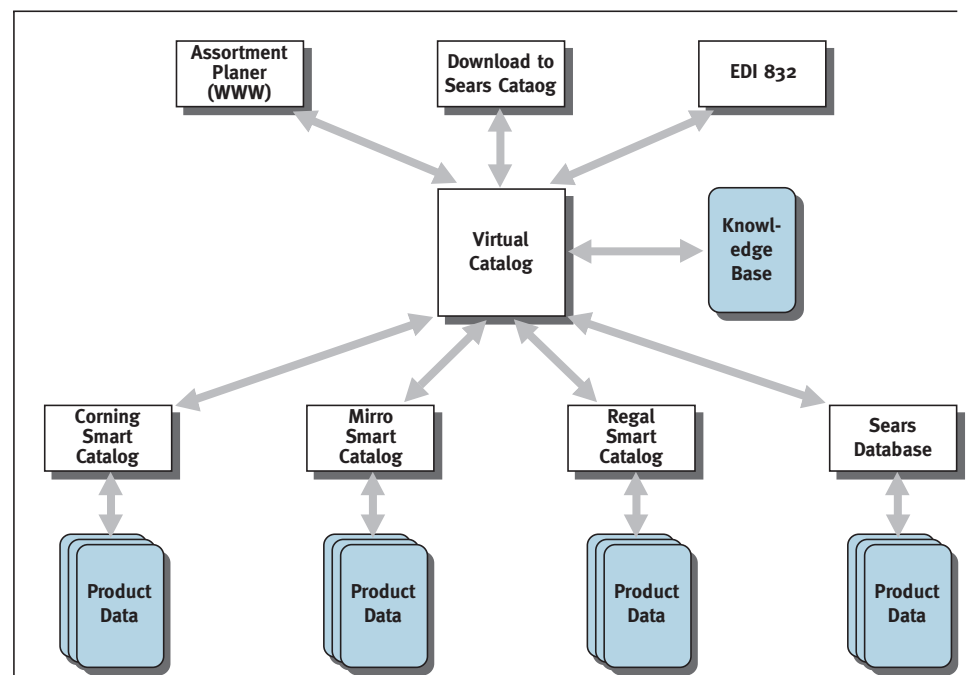 Assortment
Planer
(WWW)
Download to
Sears Cataog
EDI 832
Virtual
Catalog
Knowl-
edge
Base
Corning
Smart
Catalog
Mirro
Smart
Catalog
Regal
Smart
Catalog
Sears
Database
Product
Data
Product
Data
Product
Data
Product
Data